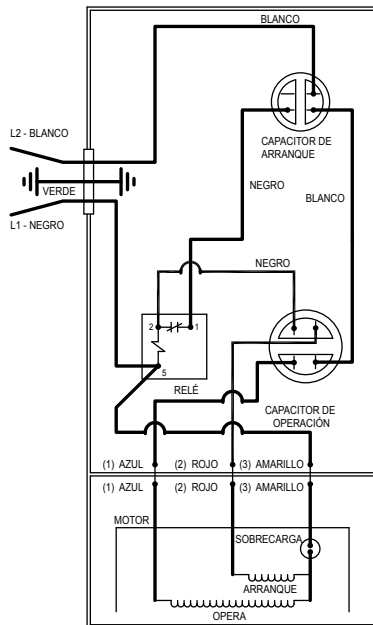 BLANCO
L2 - BLANCO
CAPACITOR DE
ARRANQUE
VERDE
NEGRO
BLANCO
L1 - NEGRO
NEGRO
2
1
5
RELÉ
CAPACITOR DE
OPERACIÓN
(1) AZUL (2) ROJO (3) AMARILLO
(1) AZUL (2) ROJO (3) AMARILLO
MOTOR
SOBRECARGA
ARRANQUE
OPERA